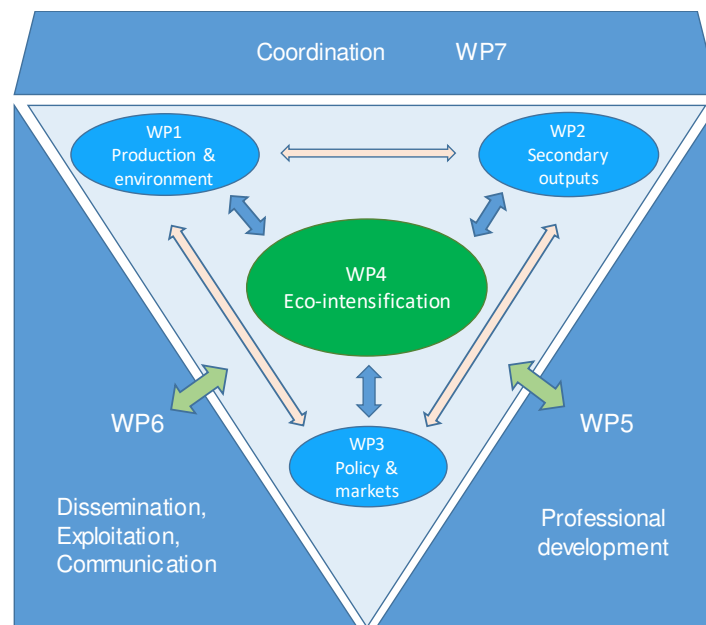 Coordination WP7
WP1
Production &
environment
WP2
Secondary
outputs
WP4
Eco-intensification
WP6
WP5
WP3
Policy &
markets
Dissemination,
Exploitation,
Communication
Professional
development